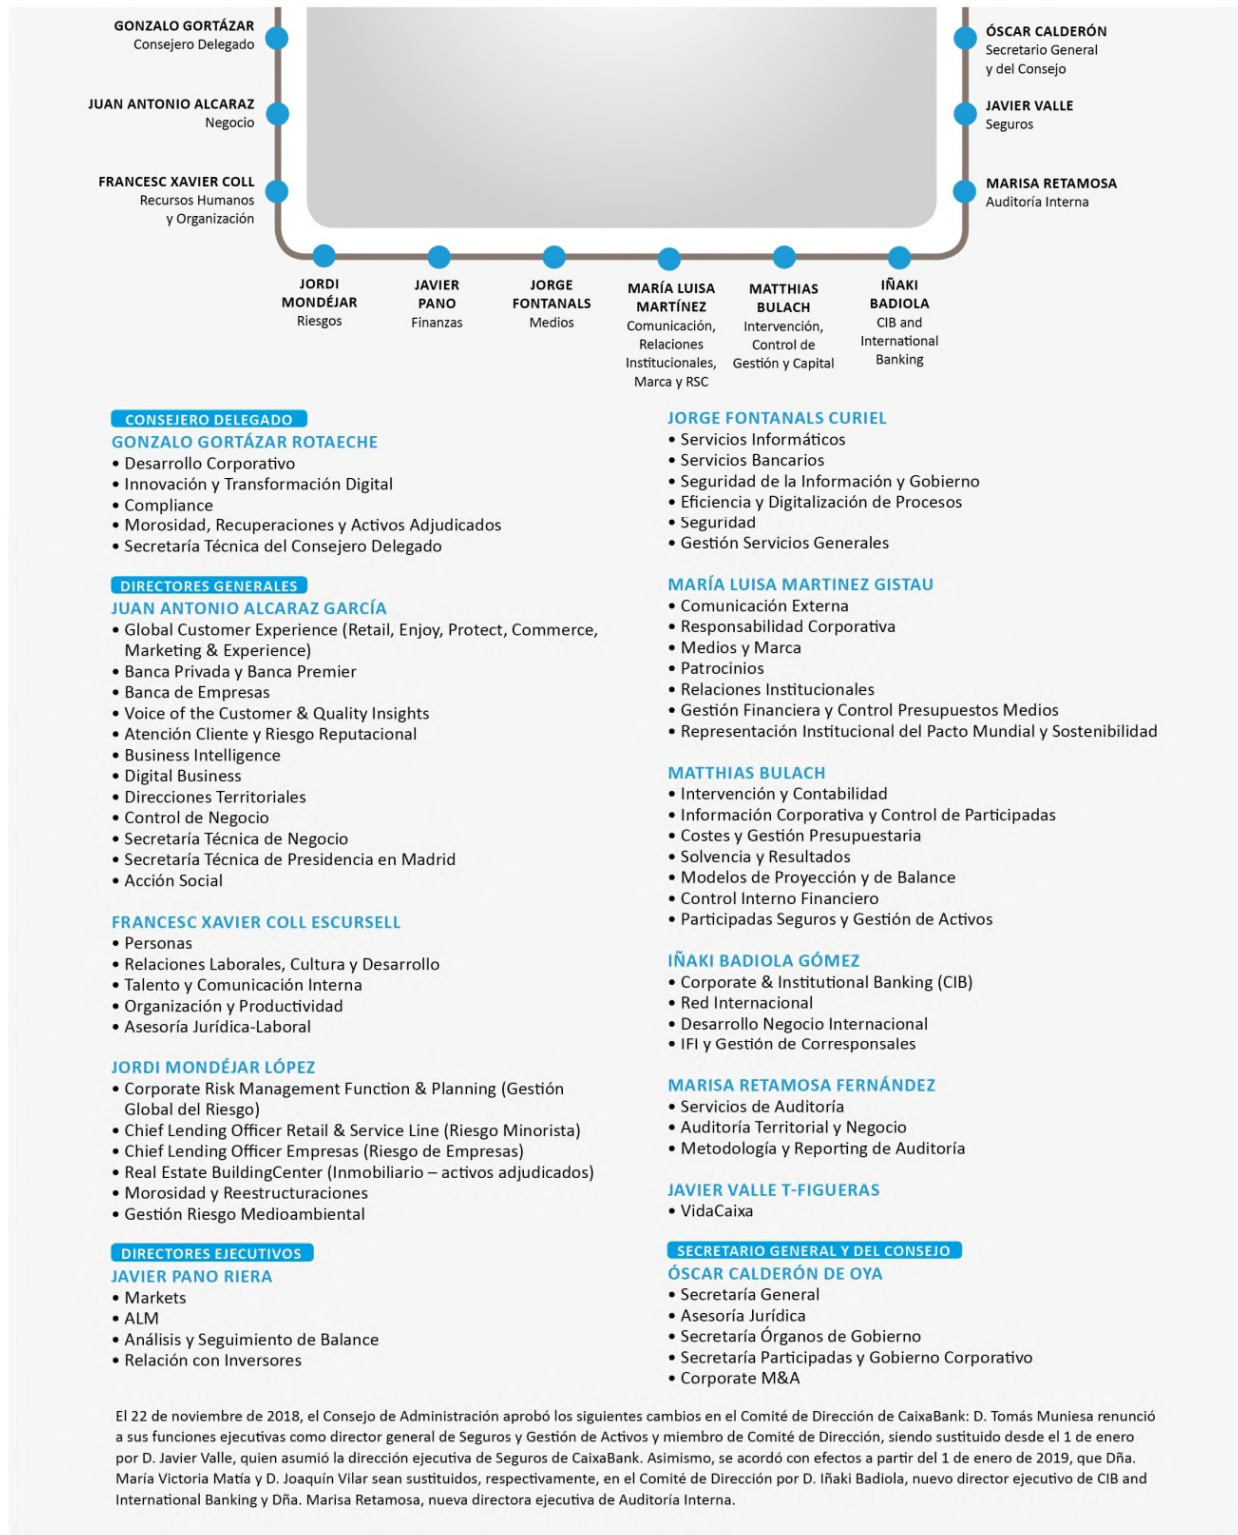 GONZALO GORTÁZAR
Consejero Delegado
JUAN ANTONIO ALCARAZ
Negocio
FRANCESC XAVIER COLL
Recursos Humanos
y Organización
ÓSCAR CALDERÓN
Secretario General
y del Consejo
JAVIER VALLE
Seguros
MARISA RETAMOSA
Auditoría Interna
JORDI
MONDÉJAR
Riesgos
JAVIER
PANO
Finanzas
JORGE
FONTANALS
Medios
MARÍA LUISA
MARTÍNEZ
Comunicación,
Relaciones
Institucionales,
Marca y RSC
MATTHIAS
BULACH
Intervención,
Control de
Gestión y Capital
IÑAKI
BADIOLA
CIB and
International
Banking
CONSEJERO DELEGADO
GONZALO GORTÁZAR ROTAECHE
• Desarrollo Corporativo
• Innovación y Transformación Digital
• Compliance
• Morosidad, Recuperaciones y Activos Adjudicados
• Secretaría Técnica del Consejero Delegado
DIRECTORES GENERALES
JUAN ANTONIO ALCARAZ GARCÍA
• Global Customer Experience (Retail, Enjoy, Protect, Commerce,
Marketing & Experience)
• Banca Privada y Banca Premier
• Banca de Empresas
• Voice of the Customer & Quality Insights
• Atención Cliente y Riesgo Reputacional
• Business Intelligence
• Digital Business
• Direcciones Territoriales
• Control de Negocio
• Secretaría Técnica de Negocio
• Secretaría Técnica de Presidencia en Madrid
• Acción Social
FRANCESC XAVIER COLL ESCURSELL
• Personas
• Relaciones Laborales, Cultura y Desarrollo
• Talento y Comunicación Interna
• Organización y Productividad
• Asesoría Jurídica-Laboral
JORDI MONDÉJAR LÓPEZ
• Corporate Risk Management Function & Planning (Gestión
Global del Riesgo)
• Chief Lending Officer Retail & Service Line (Riesgo Minorista)
• Chief Lending Officer Empresas (Riesgo de Empresas)
• Real Estate BuildingCenter (Inmobiliario – activos adjudicados)
• Morosidad y Reestructuraciones
• Gestión Riesgo Medioambiental
DIRECTORES EJECUTIVOS
JAVIER PANO RIERA
• Markets
• ALM
• Análisis y Seguimiento de Balance
• Relación con Inversores
JORGE FONTANALS CURIEL
• Servicios Informáticos
• Servicios Bancarios
• Seguridad de la Información y Gobierno
• Eficiencia y Digitalización de Procesos
• Seguridad
• Gestión Servicios Generales
MARÍA LUISA MARTINEZ GISTAU
• Comunicación Externa
• Responsabilidad Corporativa
• Medios y Marca
• Patrocinios
• Relaciones Institucionales
• Gestión Financiera y Control Presupuestos Medios
• Representación Institucional del Pacto Mundial y Sostenibilidad
MATTHIAS BULACH
• Intervención y Contabilidad
• Información Corporativa y Control de Participadas
• Costes y Gestión Presupuestaria
• Solvencia y Resultados
• Modelos de Proyección y de Balance
• Control Interno Financiero
• Participadas Seguros y Gestión de Activos
IÑAKI BADIOLA GÓMEZ
• Corporate & Institutional Banking (CIB)
• Red Internacional
• Desarrollo Negocio Internacional
• IFI y Gestión de Corresponsales
MARISA RETAMOSA FERNÁNDEZ
• Servicios de Auditoría
• Auditoría Territorial y Negocio
• Metodología y Reporting de Auditoría
JAVIER VALLE T-FIGUERAS
• VidaCaixa
SECRETARIO GENERAL Y DEL CONSEJO
ÓSCAR CALDERÓN DE OYA
• Secretaría General
• Asesoría Jurídica
• Secretaría Órganos de Gobierno
• Secretaría Participadas y Gobierno Corporativo
• Corporate M&A
El 22 de noviembre de 2018, el Consejo de Administración aprobó los siguientes cambios en el Comité de Dirección de CaixaBank: D. Tomás Muniesa renunció
a sus funciones ejecutivas como director general de Seguros y Gestión de Activos y miembro de Comité de Dirección, siendo sustituido desde el 1 de enero
por D. Javier Valle, quien asumió la dirección ejecutiva de Seguros de CaixaBank. Asimismo, se acordó con efectos a partir del 1 de enero de 2019, que Dña.
María Victoria Matía y D. Joaquín Vilar sean sustituidos, respectivamente, en el Comité de Dirección por D. Iñaki Badiola, nuevo director ejecutivo de CIB and
International Banking y Dña. Marisa Retamosa, nueva directora ejecutiva de Auditoría Interna.